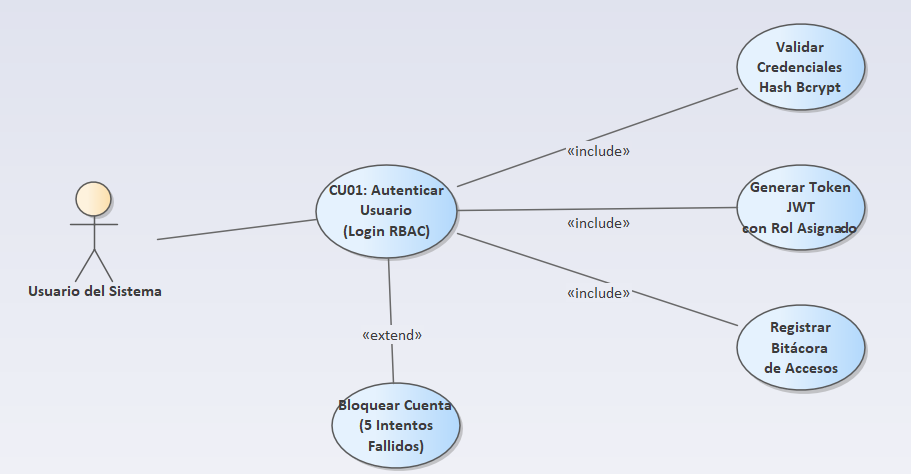 Validar
Credenciales
Hash Bcrypt
«include»
CU01: Autenticar
Usuario
(Login RBAC)
Generar Token
JWT
con Rol Asignado
«include»
Usuario del Sistema
«include»
Registrar
Bitácora
de Accesos
«extend»
Bloquear Cuenta
(5 Intentos
Fallidos)